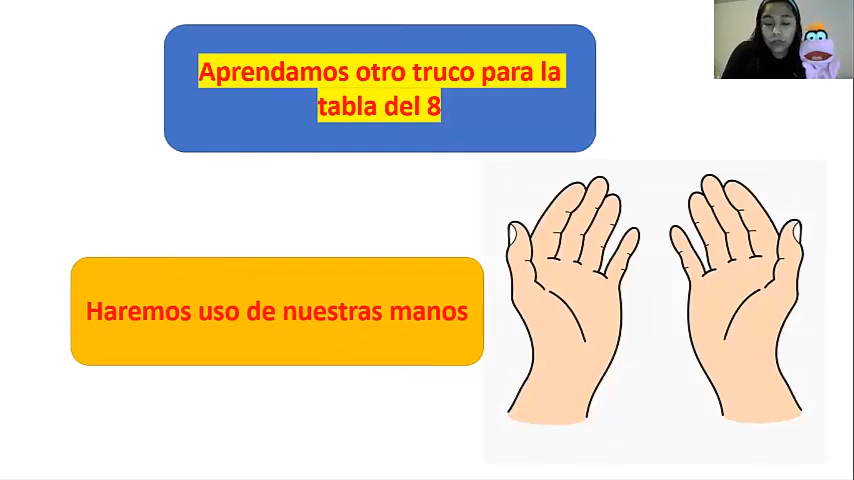 Aprendamos otro truco para la
tabla del 8
Haremos uso de nuestras manos